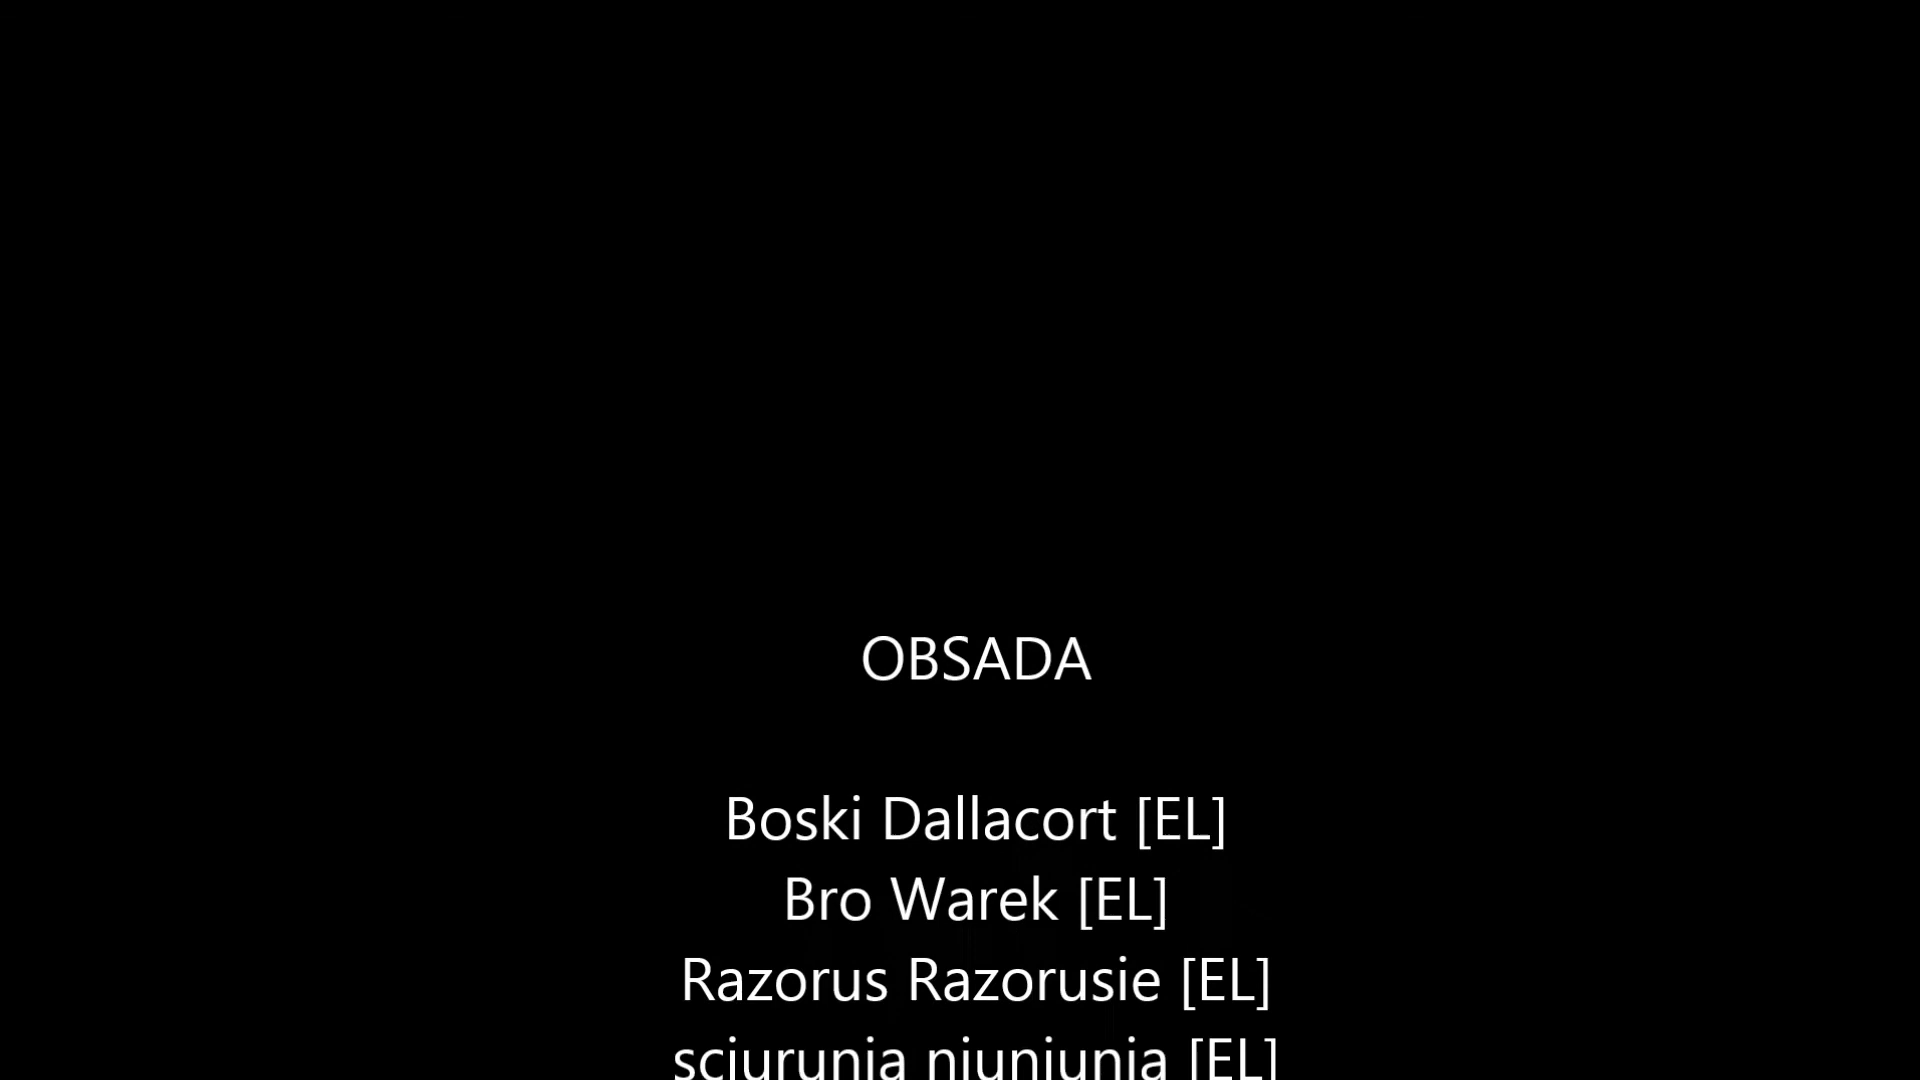 OBSADA
Boski Dallacort [EL]
Bro Warek [EL]
Razorus Razorusie [EL]
sciurunia niuniunia [EL]